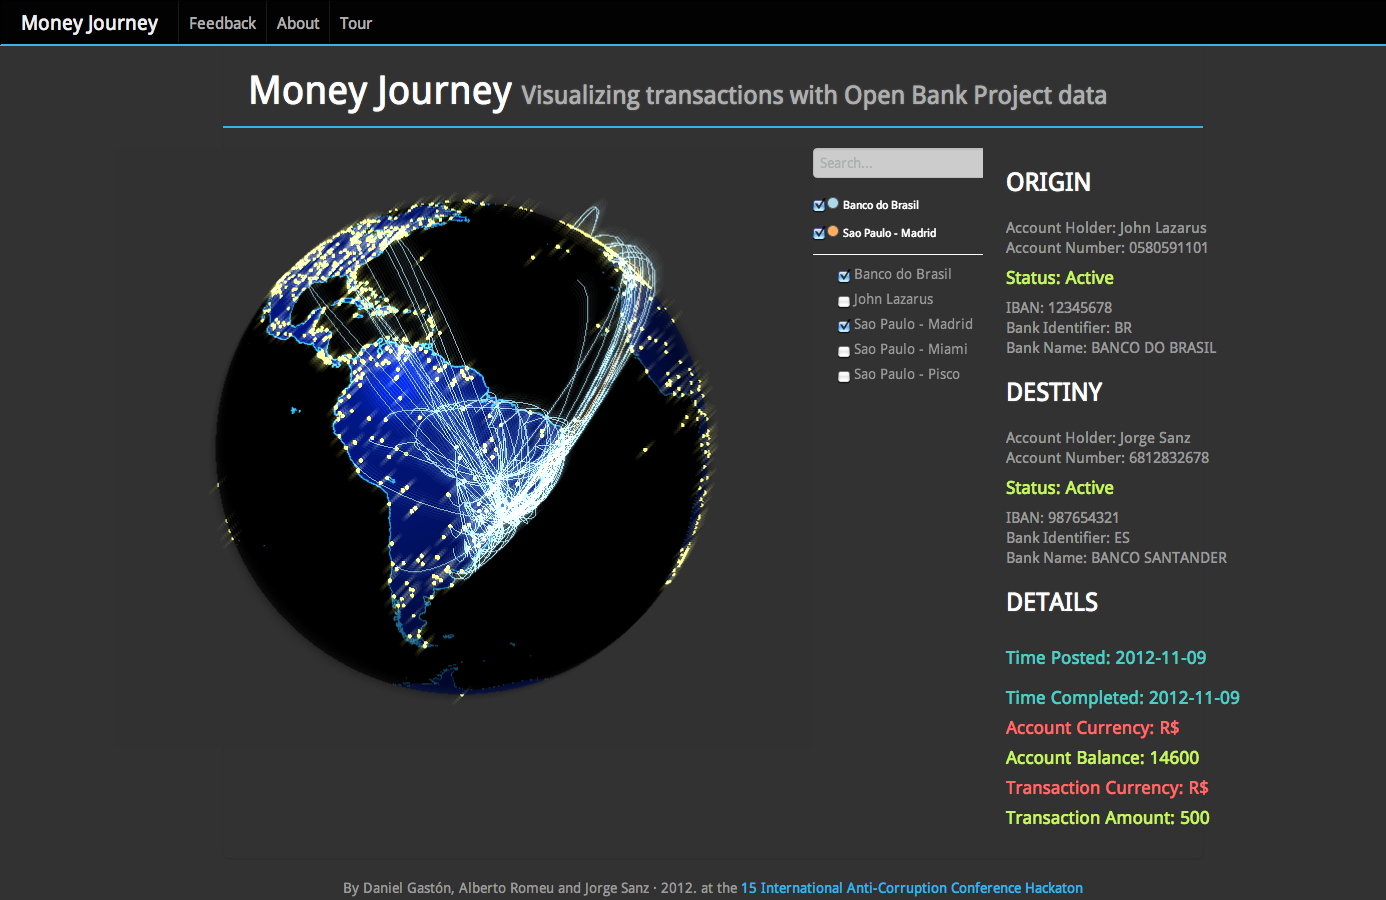 Money Journey
Feedback
About
Tour
Money Journey Visualizing transactions with Open Bank Project data
Search...
Banco do Brasil
Sao Paulo - Madrid
Banco do Brasil
John Lazarus
Sao Paulo - Madrid
Sao Paulo - Miami
Sao Paulo - Pisco
ORIGIN
Account Holder: John Lazarus
Account Number: 0580591101
Status: Active
IBAN: 12345678
Bank Identifier: BR
Bank Name: BANCO DO BRASIL
DESTINY
Account Holder: Jorge Sanz
Account Number: 6812832678
Status: Active
IBAN: 987654321
Bank Identifier: ES
Bank Name: BANCO SANTANDER
DETAILS
Time Posted: 2012-11-09
Time Completed: 2012-11-09
Account Currency: R$
Account Balance: 14600
Transaction Currency: R$
Transaction Amount: 500
By Daniel Gastón, Alberto Romeu and Jorge Sanz · 2012. at the 15 International Anti-Corruption Conference Hackaton